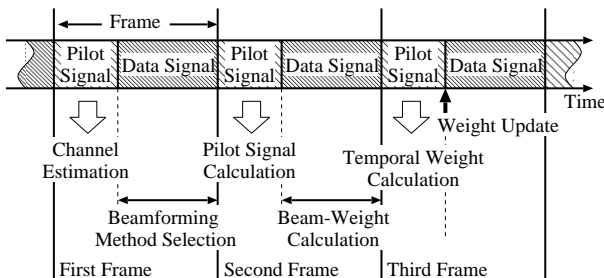 Frame
Pilot
Signal
Data Signal
Pilot
Signal
Data Signal
Pilot
Signal
Data Signal
Time
Weight Update
Channel
Estimation
Pilot Signal
Calculation
Temporal Weight
Calculation
Beamforming
Method Selection
Beam-Weight
Calculation
First Frame
Second Frame
Third Frame